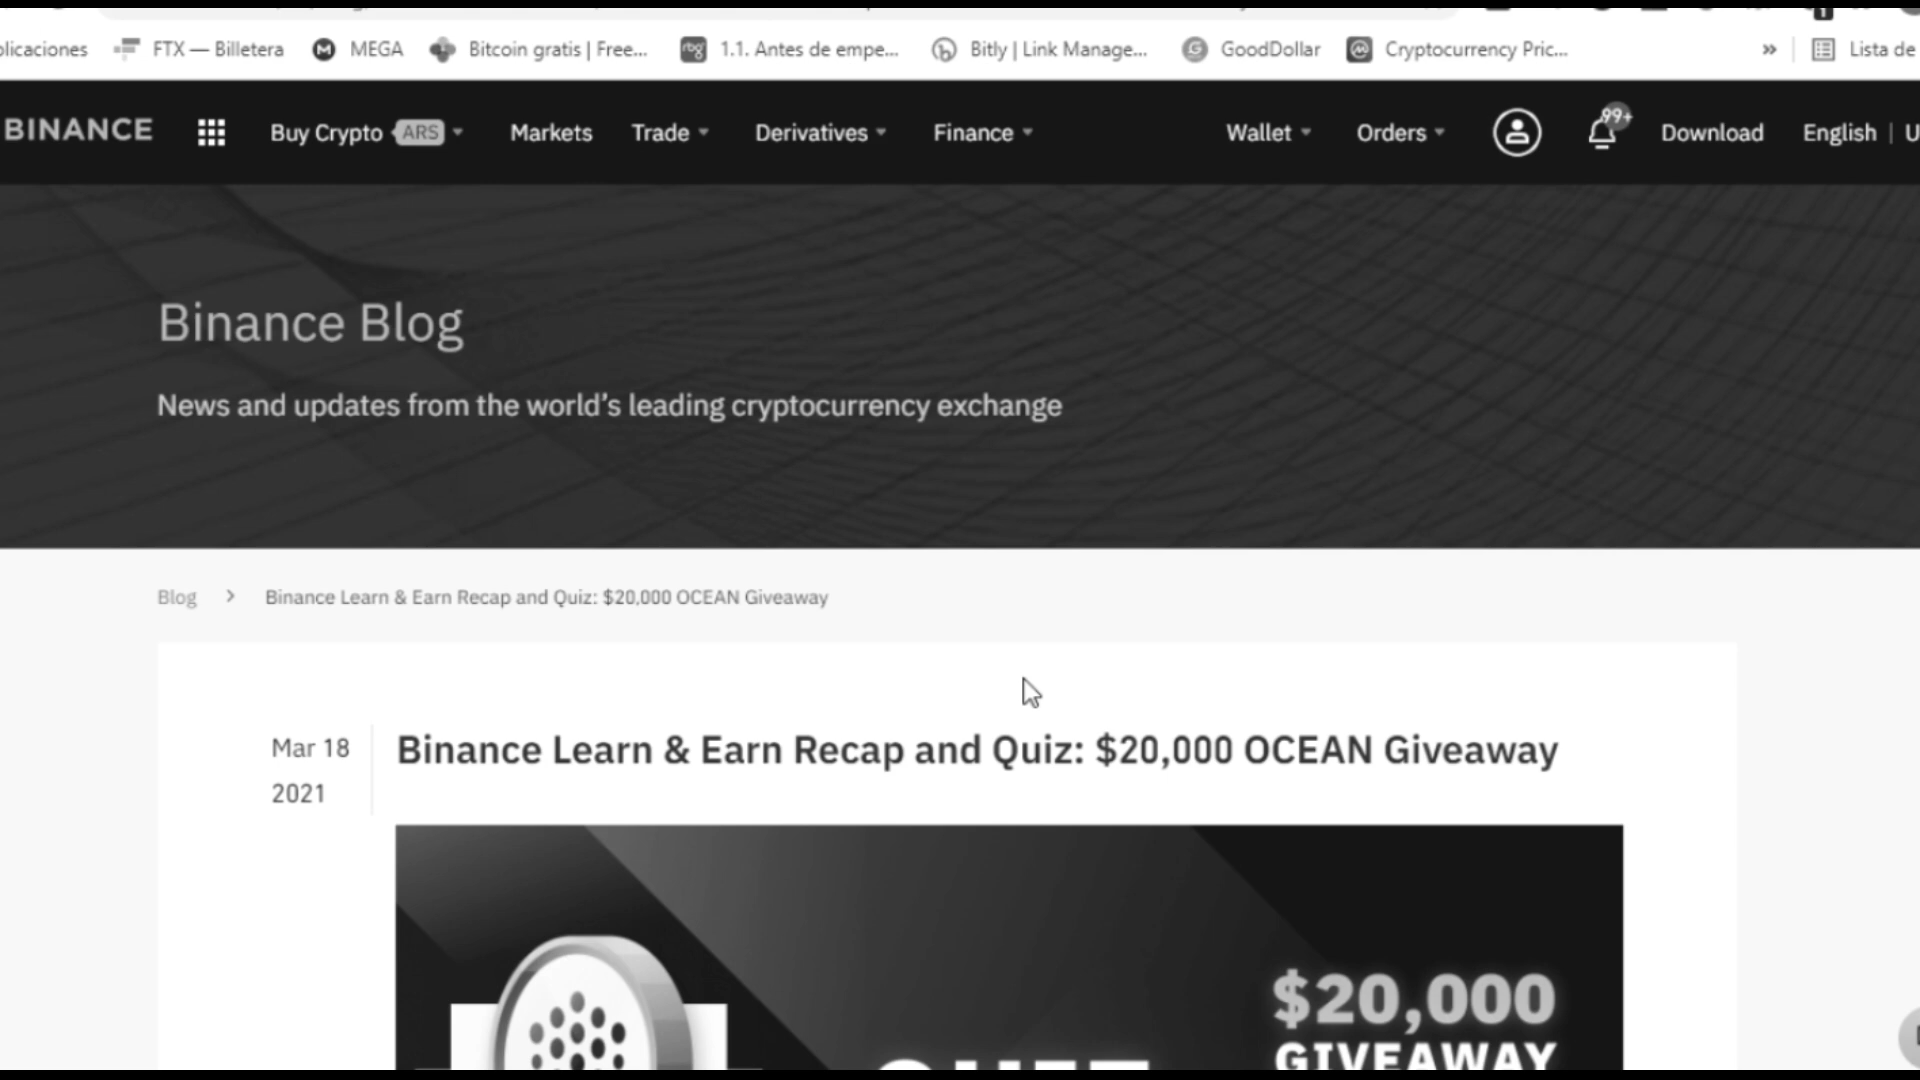 plicaciones FTX — Billetera MEGA Bitcoin gratis | Free... 1.1. Antes de empe... Bitly | Link Manage... GoodDollar Cryptocurrency Pric... » Lista de
BINANCE Buy Crypto ARS Markets Trade Derivatives Finance Wallet Orders 99+ Download English | U
Binance Blog
News and updates from the world's leading cryptocurrency exchange
Blog > Binance Learn & Earn Recap and Quiz: $20,000 OCEAN Giveaway
Mar 18
2021
Binance Learn & Earn Recap and Quiz: $20,000 OCEAN Giveaway
$20,000
GIVEAWAY